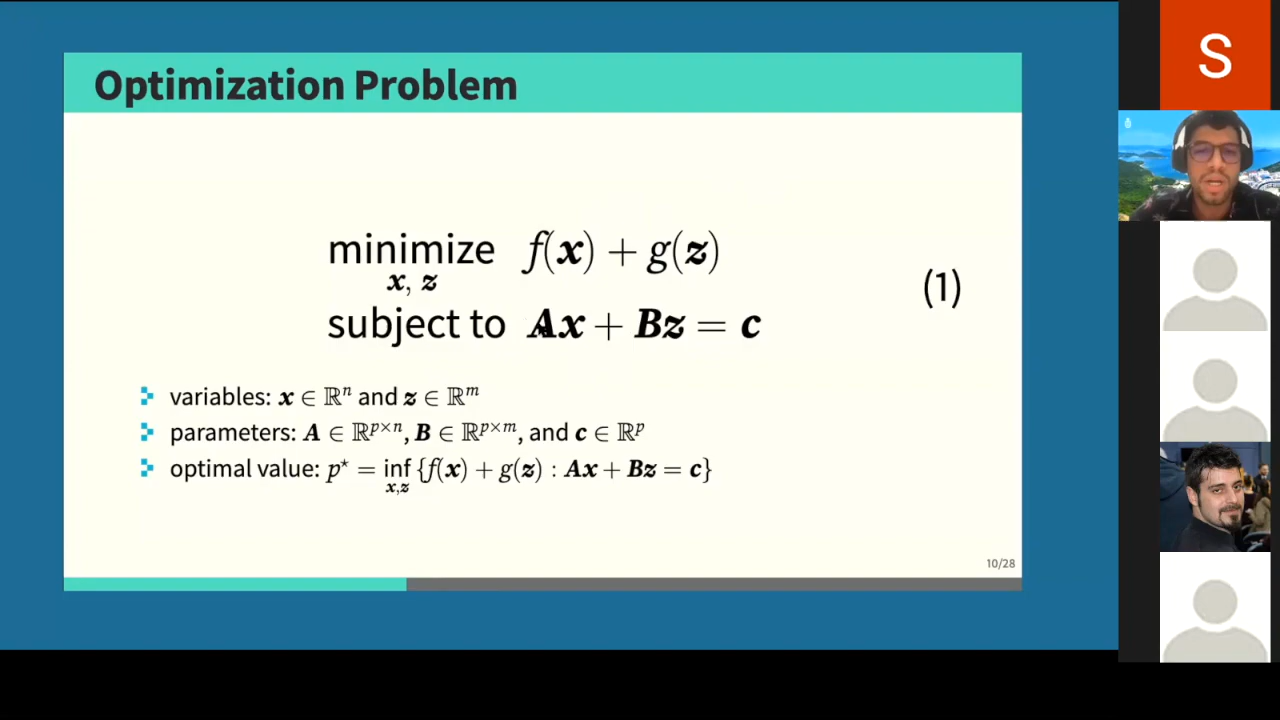 Optimization Problem
minimize f(x) + g(z)
x, z
(1)
subject to Ax + Bz = c
variables: x ∈ ℝⁿ and z ∈ ℝᵐ
parameters: A ∈ ℝᵖˣⁿ, B ∈ ℝᵖˣᵐ, and c ∈ ℝᵖ
optimal value: p⋆ = inf {f(x) + g(z) : Ax + Bz = c}
x,z
10/28
S